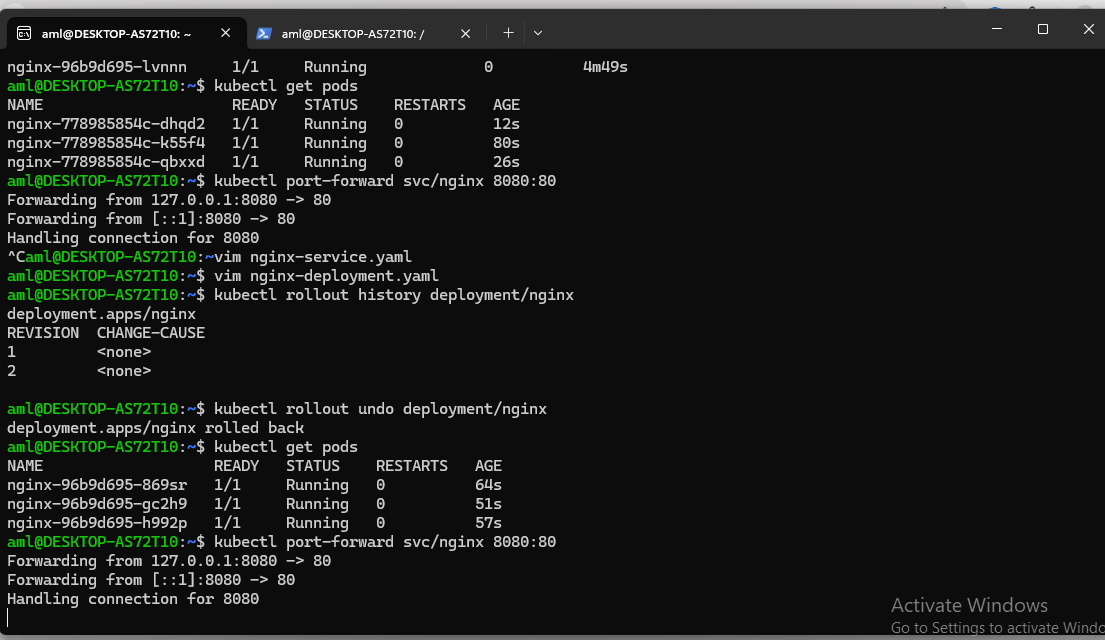 aml@DESKTOP-AS72T10: ~ aml@DESKTOP-AS72T10: /
nginx-96b9d695-lvnnn 1/1 Running 0 4m49s
aml@DESKTOP-AS72T10:~$ kubectl get pods
NAME READY STATUS RESTARTS AGE
nginx-778985854c-dhqd2 1/1 Running 0 12s
nginx-778985854c-k55f4 1/1 Running 0 80s
nginx-778985854c-qbxxd 1/1 Running 0 26s
aml@DESKTOP-AS72T10:~$ kubectl port-forward svc/nginx 8080:80
Forwarding from 127.0.0.1:8080 -> 80
Forwarding from [::1]:8080 -> 80
Handling connection for 8080
^Caml@DESKTOP-AS72T10:~vim nginx-service.yaml
aml@DESKTOP-AS72T10:~$ vim nginx-deployment.yaml
aml@DESKTOP-AS72T10:~$ kubectl rollout history deployment/nginx
deployment.apps/nginx
REVISION CHANGE-CAUSE
1 <none>
2 <none>
aml@DESKTOP-AS72T10:~$ kubectl rollout undo deployment/nginx
deployment.apps/nginx rolled back
aml@DESKTOP-AS72T10:~$ kubectl get pods
NAME READY STATUS RESTARTS AGE
nginx-96b9d695-869sr 1/1 Running 0 64s
nginx-96b9d695-gc2h9 1/1 Running 0 51s
nginx-96b9d695-h992p 1/1 Running 0 57s
aml@DESKTOP-AS72T10:~$ kubectl port-forward svc/nginx 8080:80
Forwarding from 127.0.0.1:8080 -> 80
Forwarding from [::1]:8080 -> 80
Handling connection for 8080
Activate Windows
Go to Settings to activate Windo